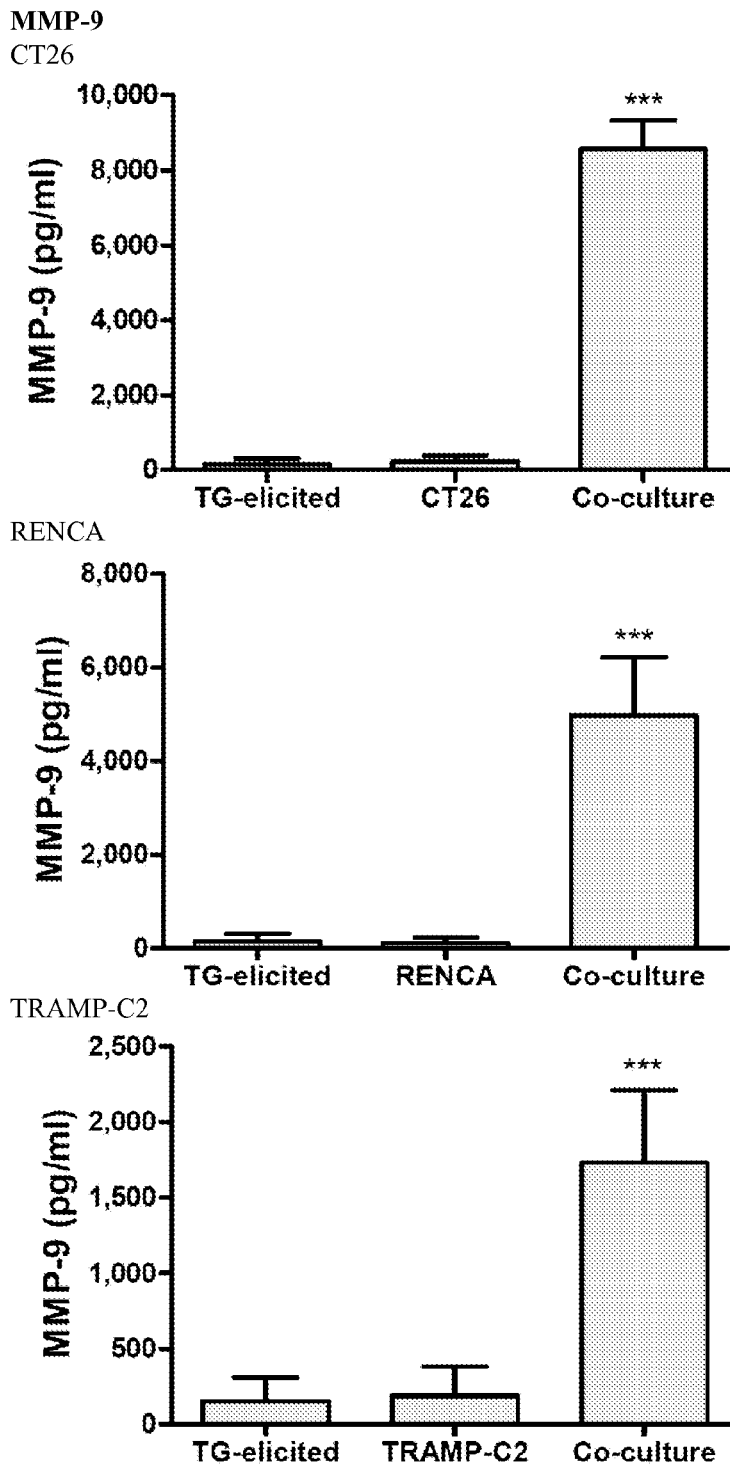 MMP-9
CT26
MMP-9 (pg/ml)
10,000
8,000
6,000
4,000
2,000
0
***
TG-elicited CT26 Co-culture
RENCA
MMP-9 (pg/ml)
8,000
6,000
4,000
2,000
0
***
TG-elicited RENCA Co-culture
TRAMP-C2
MMP-9 (pg/ml)
2,500
2,000
1,500
1,000
500
0
***
TG-elicited TRAMP-C2 Co-culture